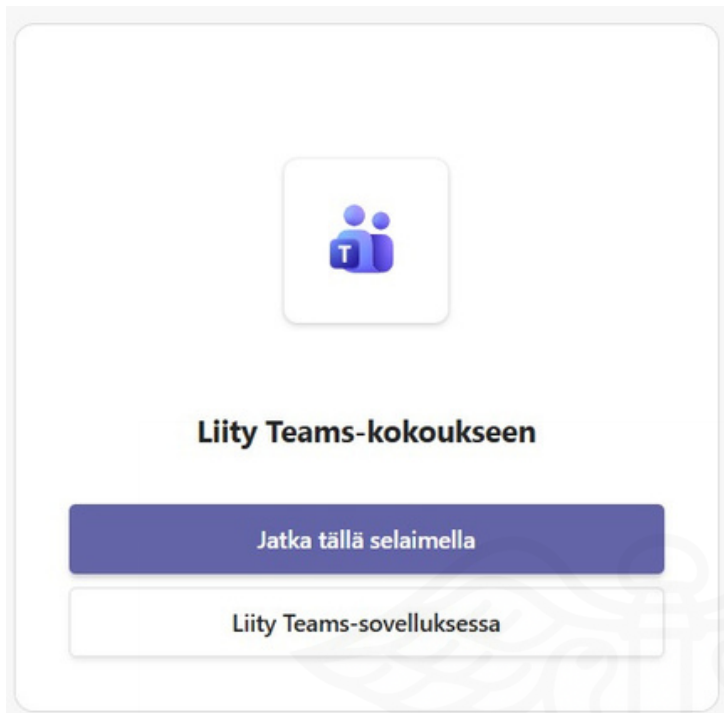 T
Liity Teams-kokoukseen
Jatka tällä selaimella
Liity Teams-sovelluksessa